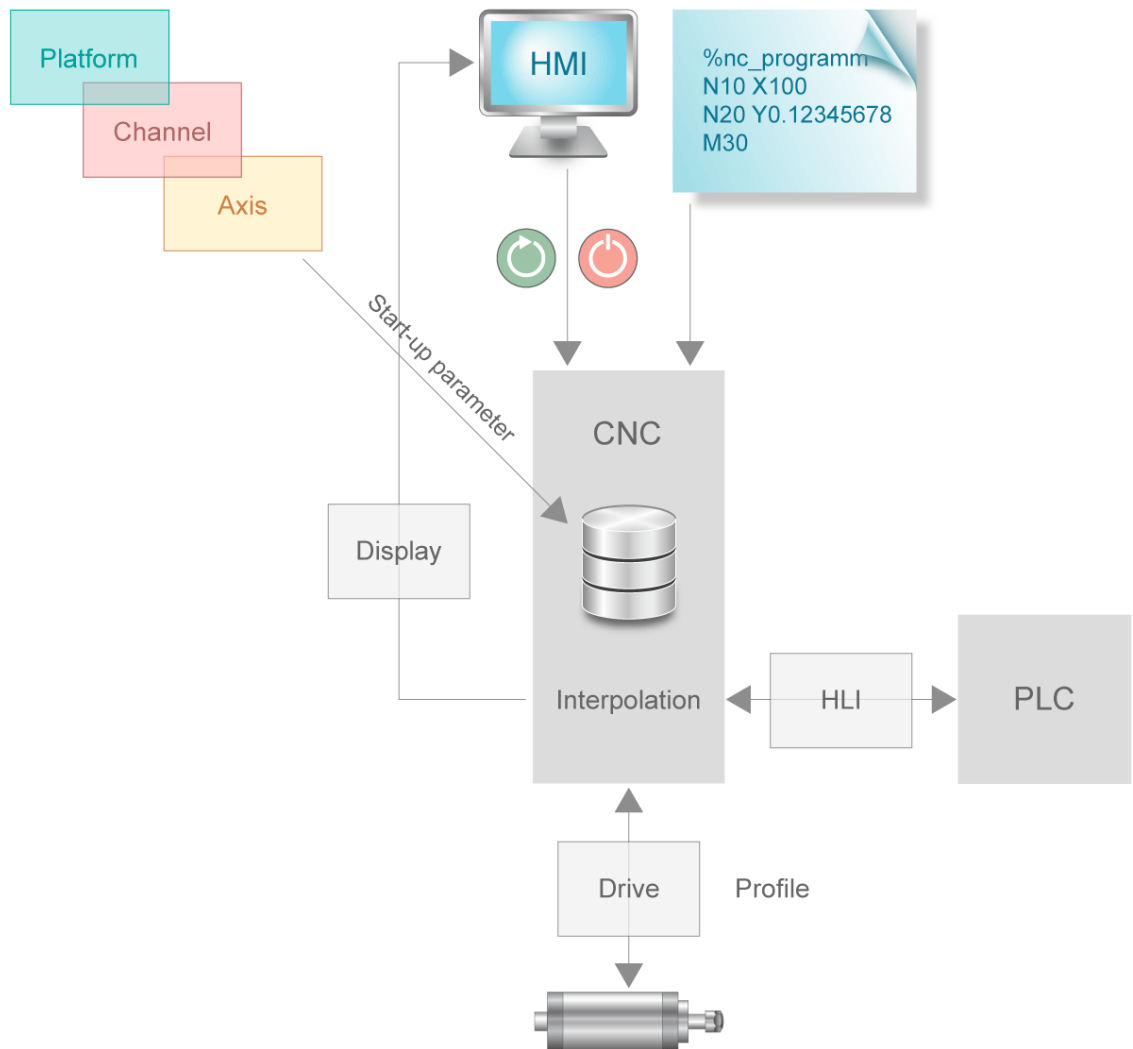 Platform
Channel
Axis
HMI
%nc_programm
N10 X100
N20 Y0.12345678
M30
Start-up parameter
CNC
Display
Interpolation
HLI
PLC
Drive
Profile